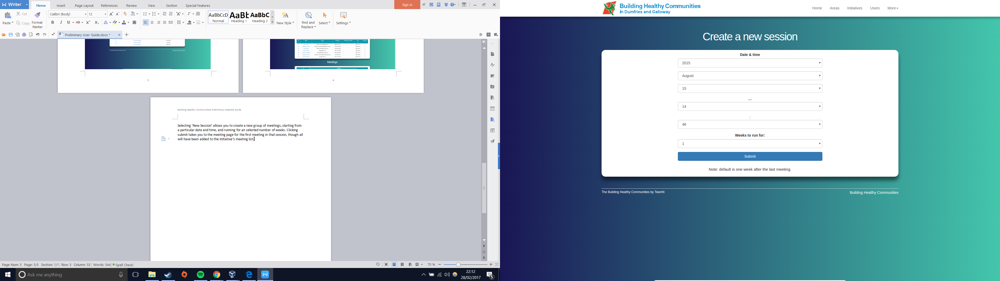 Writer
Home
Insert
Page Layout
References
Review
View
Section
Special Features
Sign in
Paste
Cut
Copy
Format
Painter
Calibri (Body)
12
B I U AB X² X₂
AaBbCcD
Normal
AaBb
Heading 1
AaBbC
Heading 2
New Style
Find and
Replace
Select
Settings
Preliminary User Guide.docx *
3
Meetings
4
Building Healthy Communities Preliminary Website Guide
Selecting ‘New Session’ allows you to create a new group of meetings, starting from
a particular date and time, and running for an selected number of weeks. Clicking
submit takes you to the meeting page for the first meeting in that session, though all
will have been added to the initiative’s meeting list.
Page Num: 5 Page: 5/5 Section: 1/1 Row: 5 Column: 55 Words: 544 Spell Check
70 %
Ask me anything
22:12
28/02/2017
5
Building Healthy Communities
in Dumfries and Galloway
Home
Areas
Initiatives
Users
More
Create a new session
Date & time
2015
August
15
—
14
:
46
Weeks to run for:
1
Submit
Note: default is one week after the last meeting.
The Building Healthy Communities by TeamN
Building Healthy Communities